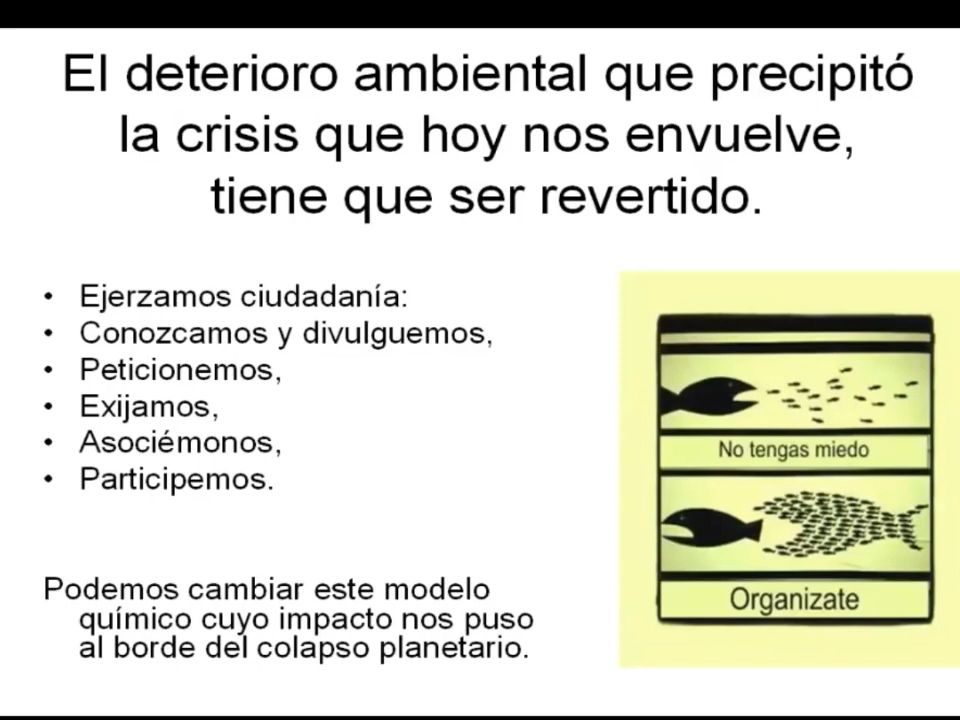 El deterioro ambiental que precipitó
la crisis que hoy nos envuelve,
tiene que ser revertido.
• Ejerzamos ciudadanía:
• Conozcamos y divulguemos,
• Peticionemos,
• Exijamos,
• Asociémonos,
• Participemos.
Podemos cambiar este modelo
químico cuyo impacto nos puso
al borde del colapso planetario.
No tengas miedo
Organizate